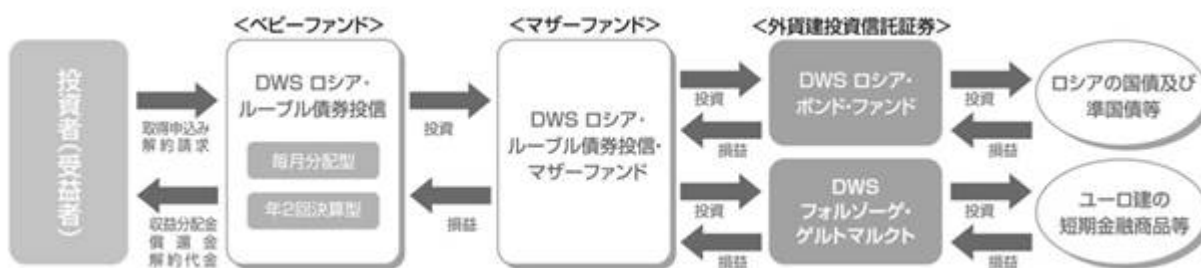 <ベビーファンド>
<マザーファンド>
<外貨建投資信託証券>
投資者(受益者)
取得申込み
解約請求
収益分配金
償還金
解約代金
DWS ロシア・
ルーブル債券投信
毎月分配型
年2回決算型
投資
損益
DWS ロシア・
ルーブル債券投信・
マザーファンド
投資
損益
投資
損益
DWS ロシア・
ボンド・ファンド
DWS
フォルゾーゲ・
ゲルトマルクト
投資
損益
投資
損益
ロシアの国債及び
準国債等
ユーロ建の
短期金融商品等